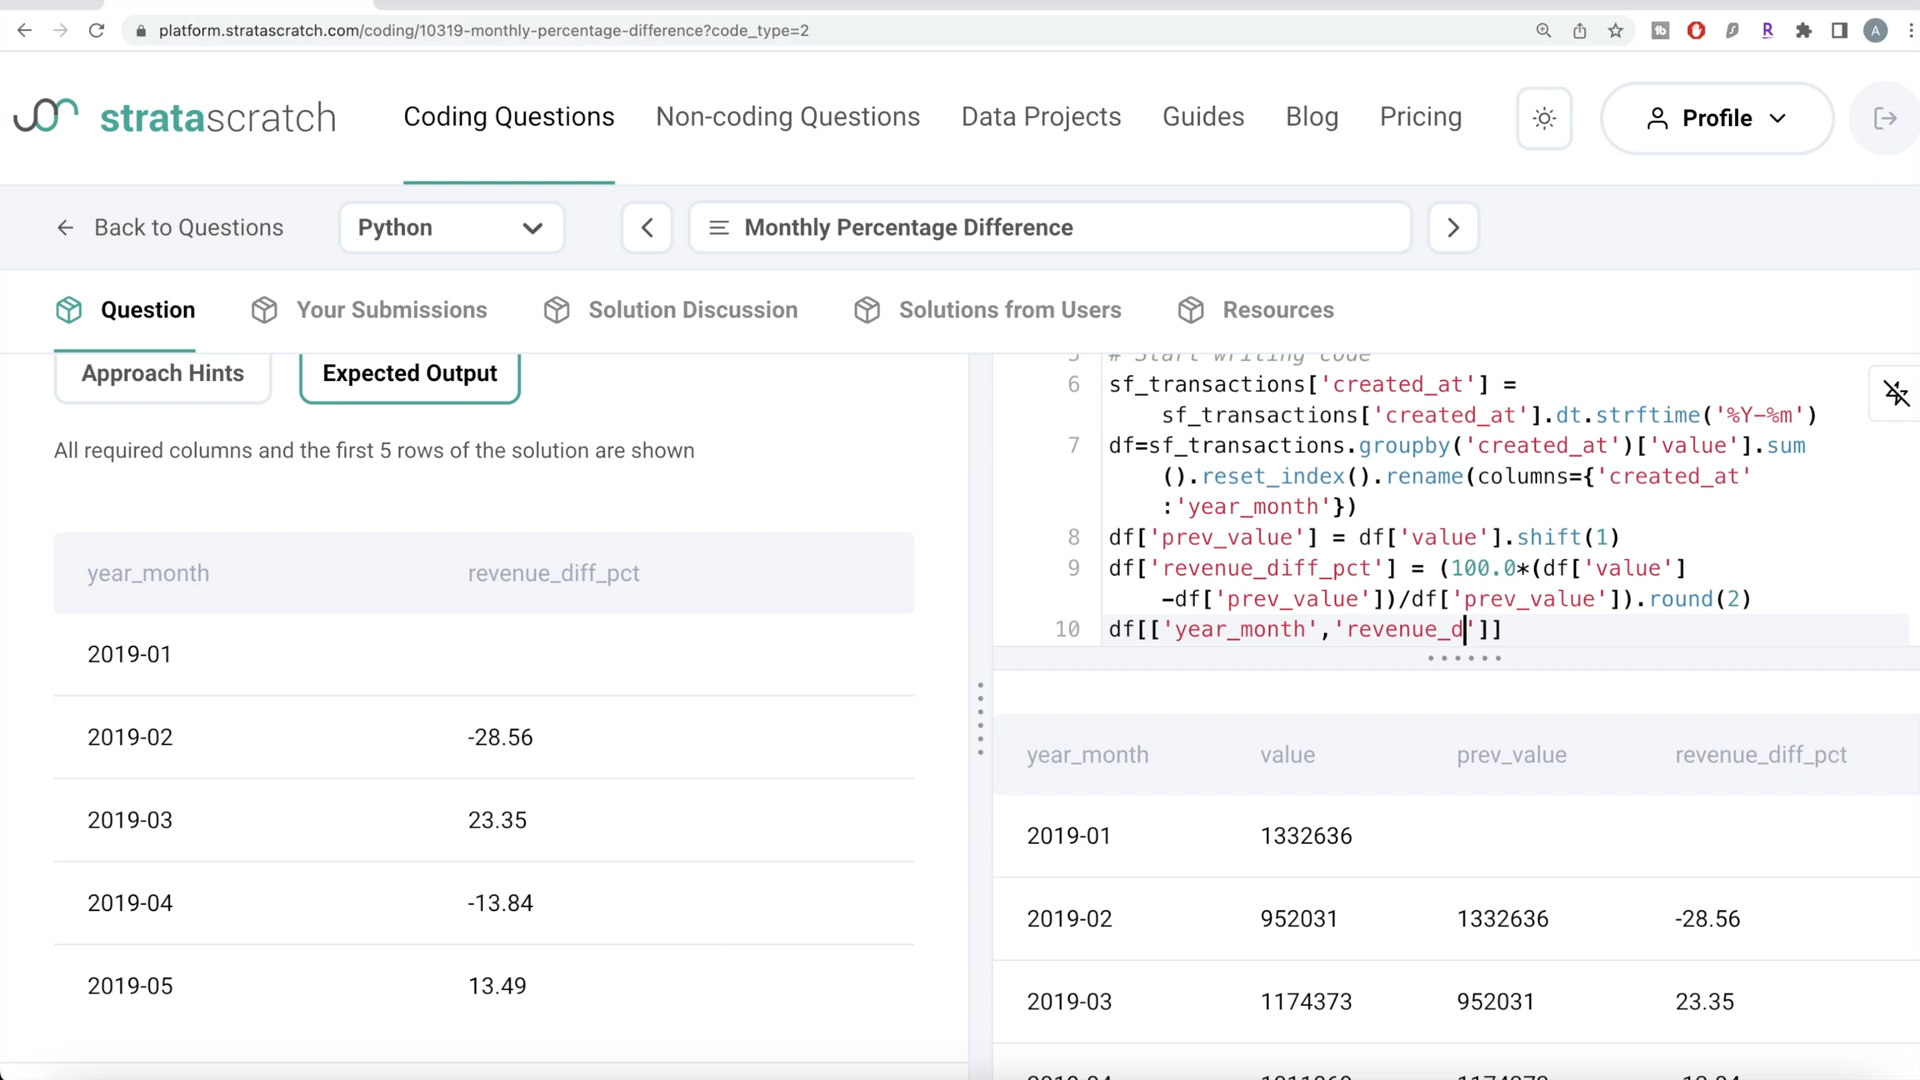 platform.stratascratch.com/coding/10319-monthly-percentage-difference?code_type=2
R
A
stratascratch
Coding Questions
Non-coding Questions
Data Projects
Guides
Blog
Pricing
Profile
Back to Questions
Python
Monthly Percentage Difference
Question
Your Submissions
Solution Discussion
Solutions from Users
Resources
Approach Hints
Expected Output
All required columns and the first 5 rows of the solution are shown
year_month revenue_diff_pct
2019-01
2019-02 -28.56
2019-03 23.35
2019-04 -13.84
2019-05 13.49
5 # Start writing code
6 sf_transactions['created_at'] =
sf_transactions['created_at'].dt.strftime('%Y-%m')
7 df=sf_transactions.groupby('created_at')['value'].sum
().reset_index().rename(columns={'created_at'
:'year_month'})
8 df['prev_value'] = df['value'].shift(1)
9 df['revenue_diff_pct'] = (100.0*(df['value']
-df['prev_value'])/df['prev_value']).round(2)
10 df[['year_month','revenue_d']]
year_month value prev_value revenue_diff_pct
2019-01 1332636
2019-02 952031 1332636 -28.56
2019-03 1174373 952031 23.35